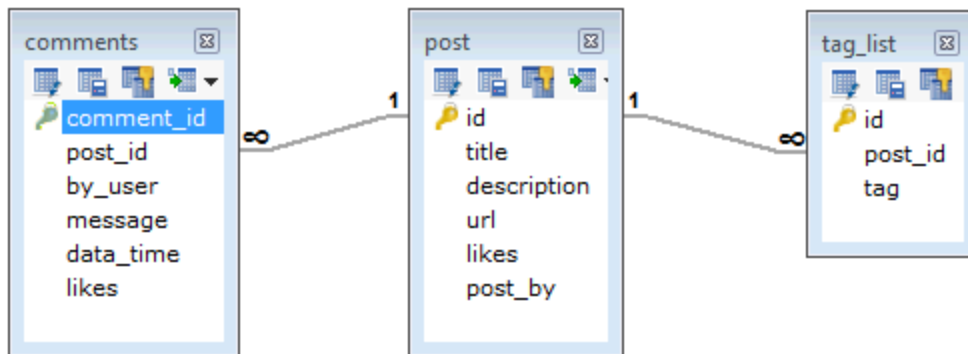 comments
comment_id
post_id
by_user
message
data_time
likes
∞
1
post
id
title
description
url
likes
post_by
1
∞
tag_list
id
post_id
tag